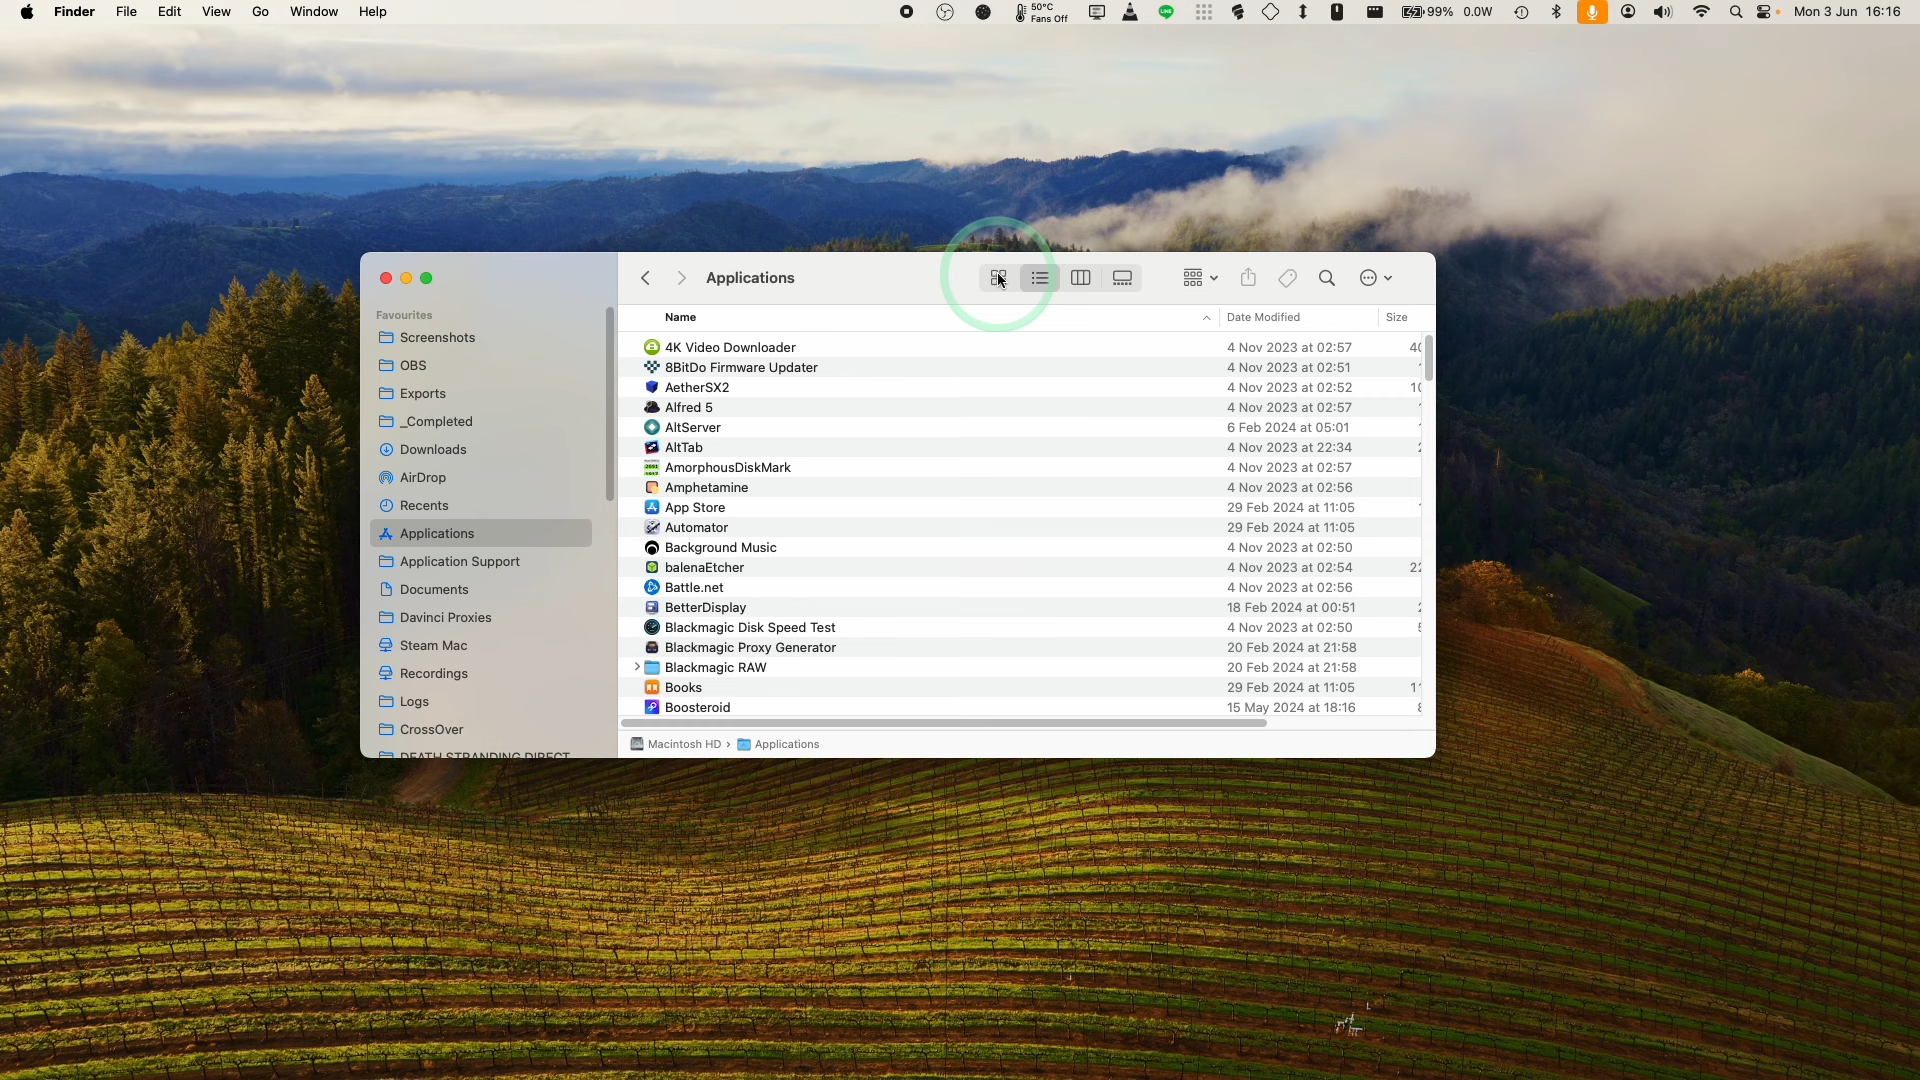 Finder File Edit View Go Window Help 50°C Fans Off 99% 0.0W Mon 3 Jun 16:16
Applications
Favourites
Screenshots
OBS
Exports
_Completed
Downloads
AirDrop
Recents
Applications
Application Support
Documents
Davinci Proxies
Steam Mac
Recordings
Logs
CrossOver
DEATH STRANDING DIRECT
Name Date Modified Size
4K Video Downloader 4 Nov 2023 at 02:57
8BitDo Firmware Updater 4 Nov 2023 at 02:51
AetherSX2 4 Nov 2023 at 02:52
Alfred 5 4 Nov 2023 at 02:57
AltServer 6 Feb 2024 at 05:01
AltTab 4 Nov 2023 at 22:34
AmorphousDiskMark 4 Nov 2023 at 02:57
Amphetamine 4 Nov 2023 at 02:56
App Store 29 Feb 2024 at 11:05
Automator 29 Feb 2024 at 11:05
Background Music 4 Nov 2023 at 02:50
balenaEtcher 4 Nov 2023 at 02:54
Battle.net 4 Nov 2023 at 02:56
BetterDisplay 18 Feb 2024 at 00:51
Blackmagic Disk Speed Test 4 Nov 2023 at 02:50
Blackmagic Proxy Generator 20 Feb 2024 at 21:58
Blackmagic RAW 20 Feb 2024 at 21:58
Books 29 Feb 2024 at 11:05
Boosteroid 15 May 2024 at 18:16
Macintosh HD › Applications